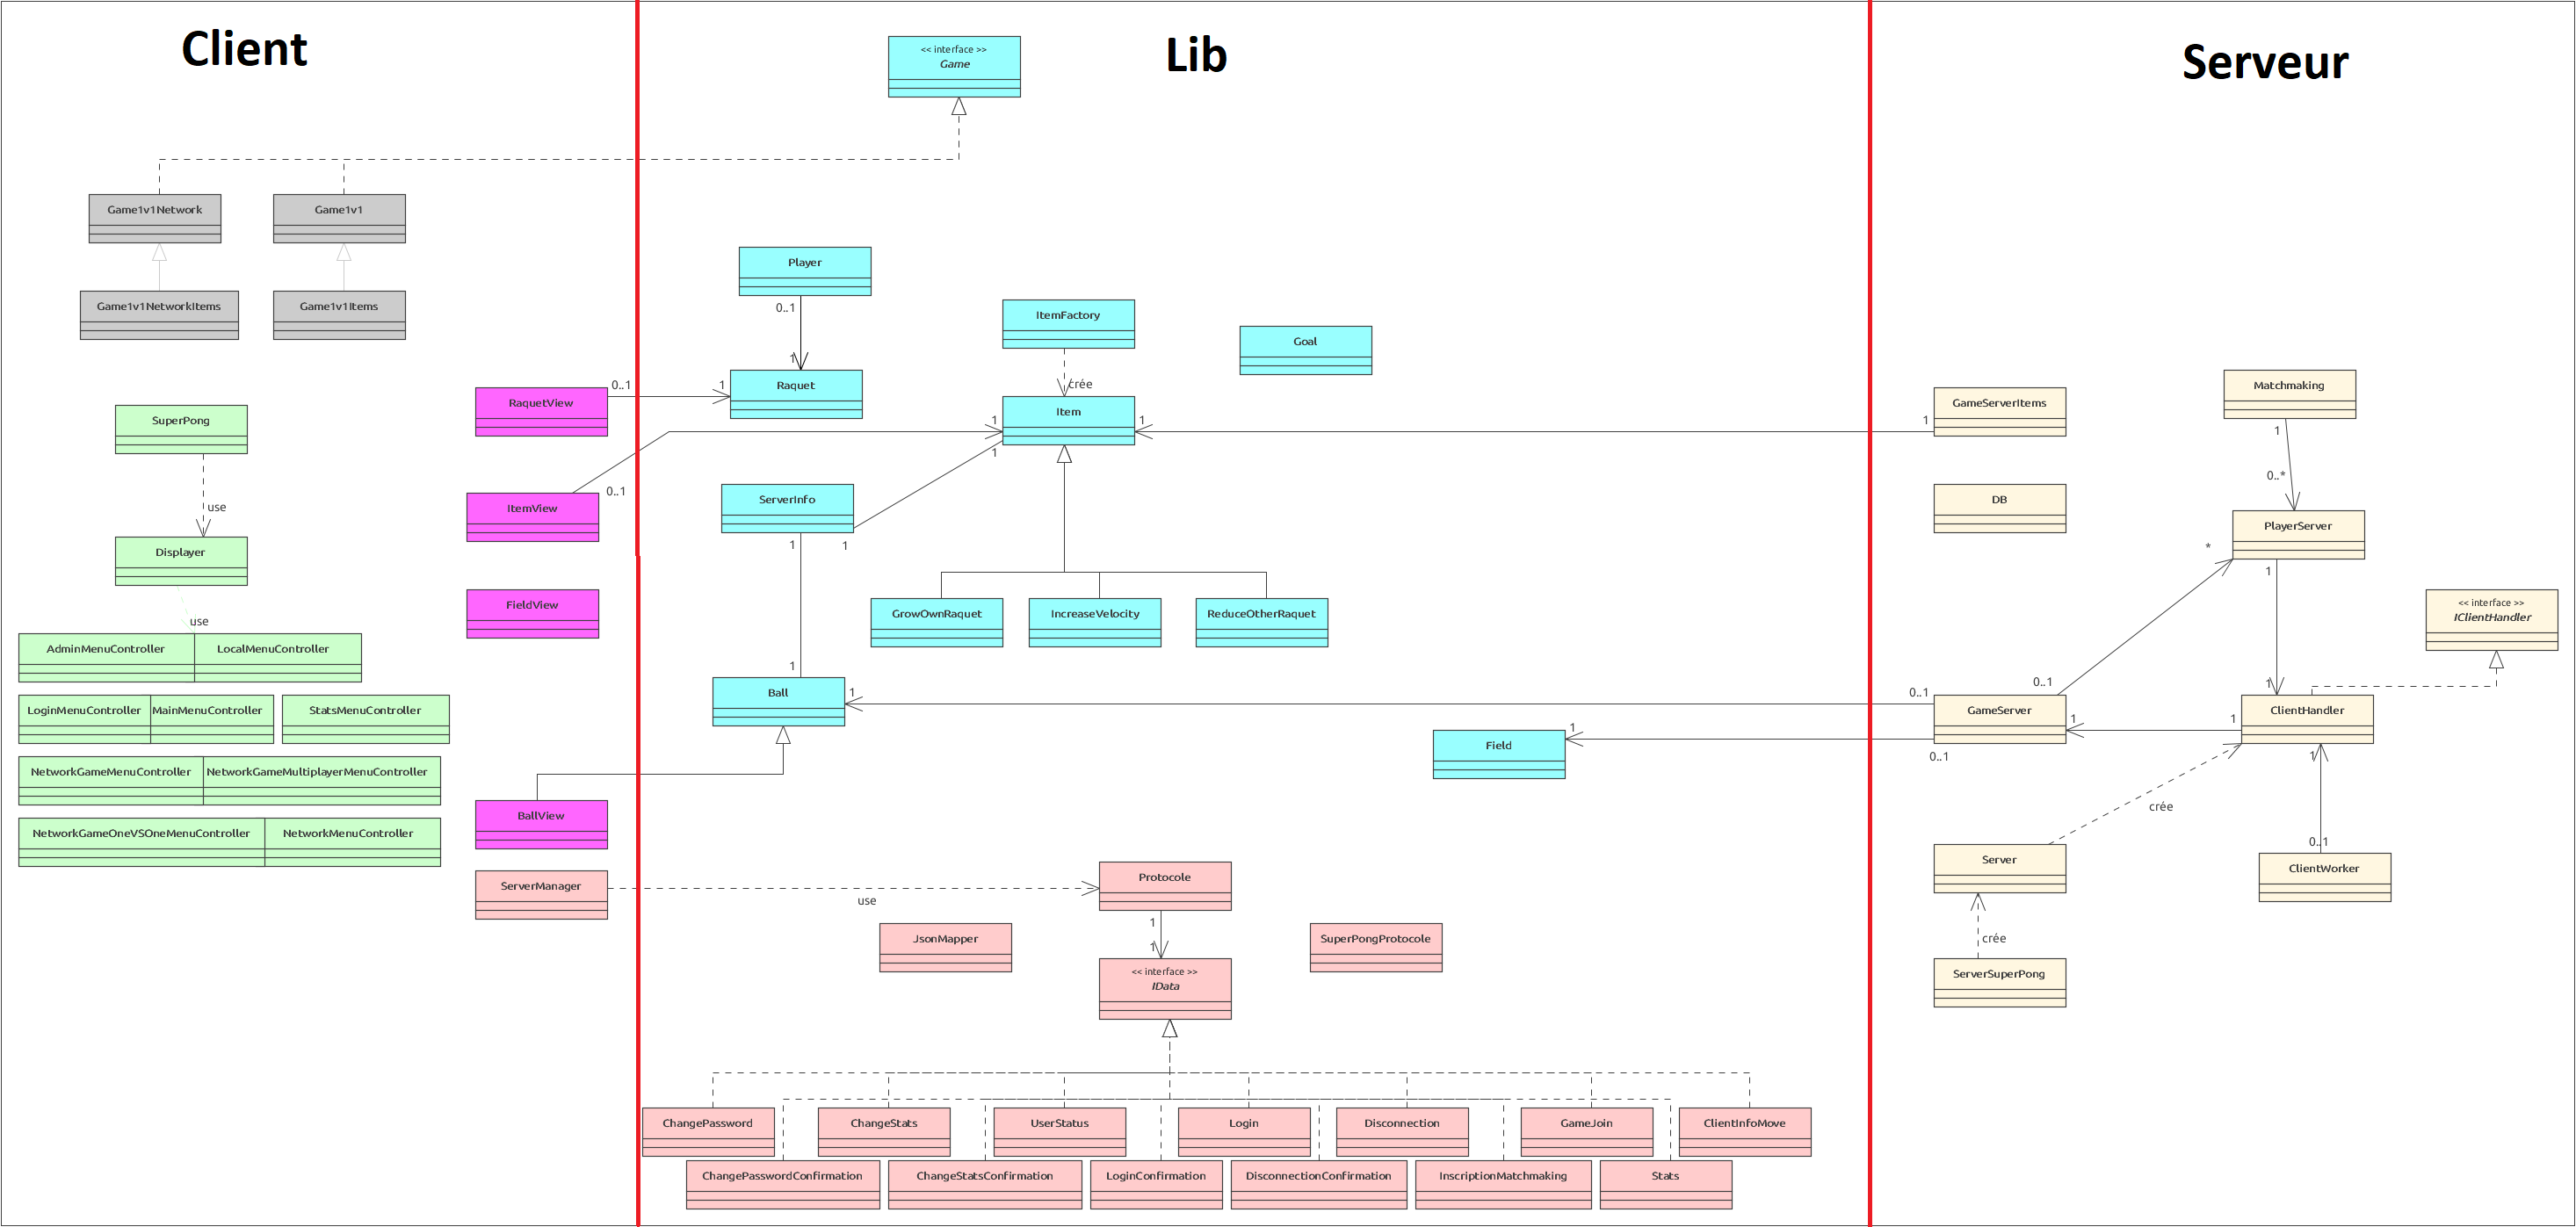 Client
Lib
Serveur
<< interface >>
Game
Game1v1Network
Game1v1
Game1v1NetworkItems
Game1v1Items
SuperPong
use
Displayer
use
AdminMenuController
LocalMenuController
LoginMenuController
MainMenuController
StatsMenuController
NetworkGameMenuController
NetworkGameMultiplayerMenuController
NetworkGameOneVSOneMenuController
NetworkMenuController
RaquetView
0..1
1
ItemView
0..1
1
FieldView
BallView
ServerManager
use
Player
0..1
1
Raquet
ItemFactory
crée
Item
1
1
Goal
ServerInfo
1
1
1
GrowOwnRaquet
IncreaseVelocity
ReduceOtherRaquet
Ball
1
0..1
Field
1
0..1
Protocole
1
1
JsonMapper
SuperPongProtocole
<< interface >>
IData
ChangePassword
ChangeStats
UserStatus
Login
Disconnection
GameJoin
ClientInfoMove
ChangePasswordConfirmation
ChangeStatsConfirmation
LoginConfirmation
DisconnectionConfirmation
InscriptionMatchmaking
Stats
GameServerItems
1
Matchmaking
1
0..*
DB
PlayerServer
*
1
0..1
1
<< interface >>
IClientHandler
GameServer
1
1
ClientHandler
1
crée
0..1
Server
ClientWorker
crée
ServerSuperPong